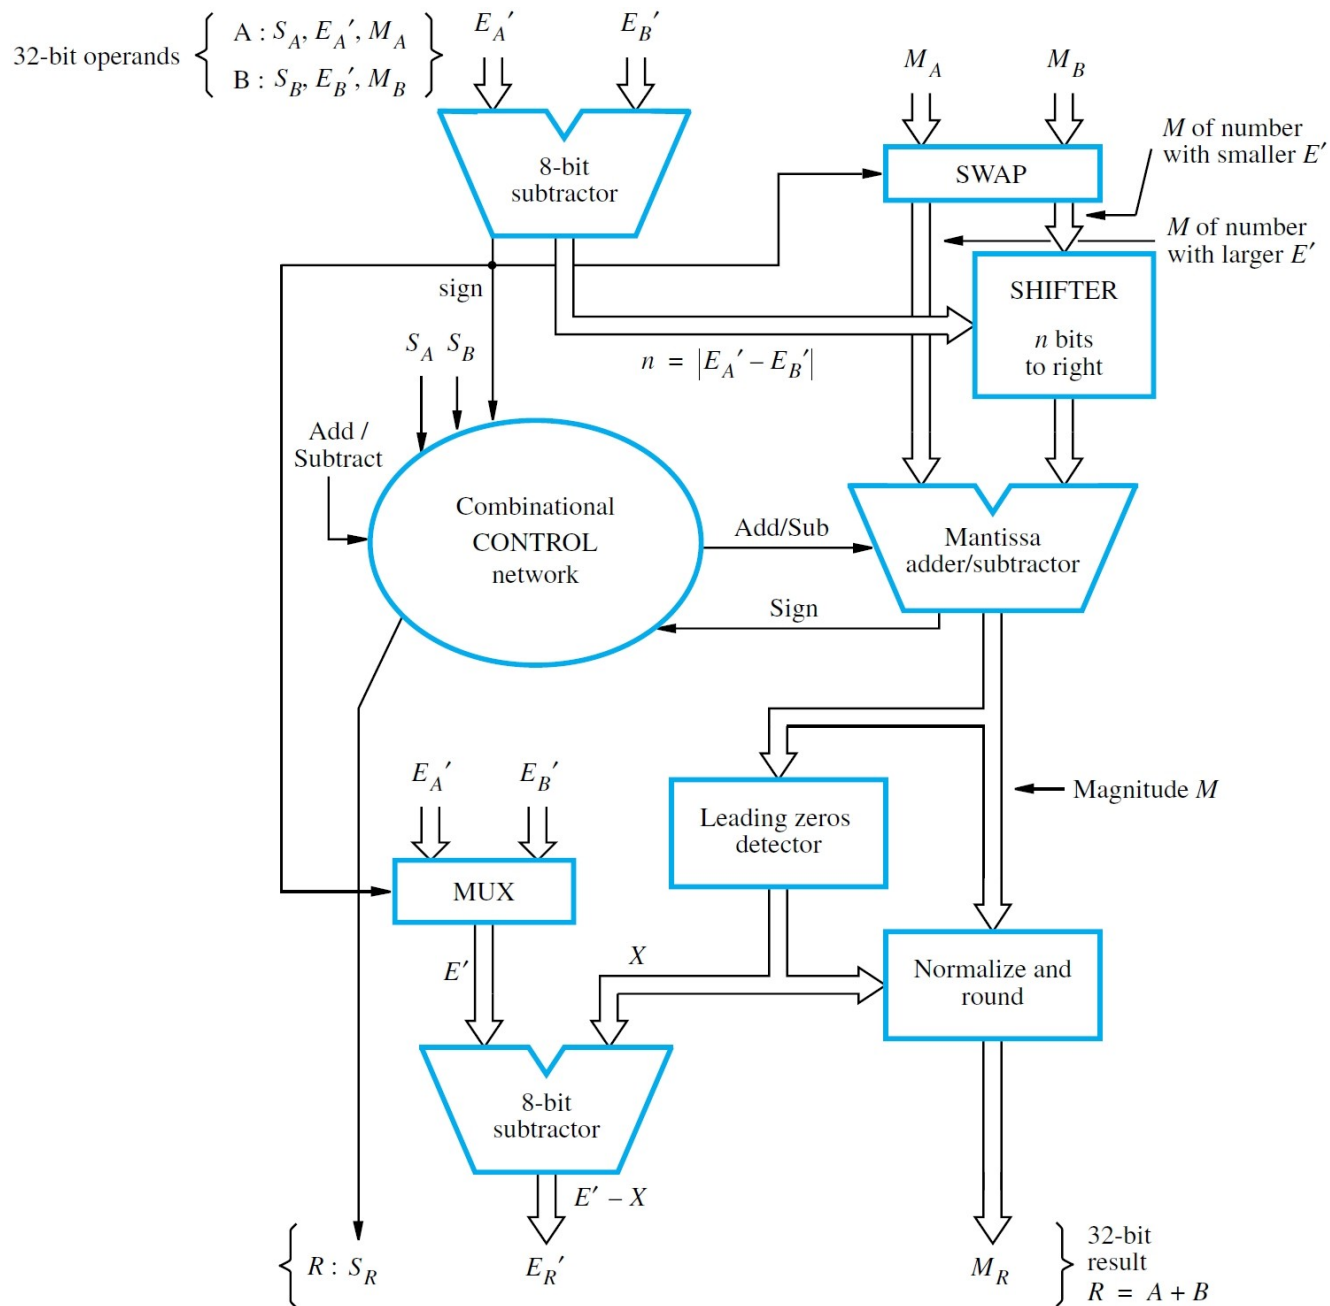 32-bit operands { A : S_A, E_A′, M_A }
{ B : S_B, E_B′, M_B }
E_A′ E_B′
8-bit
subtractor
M_A M_B
SWAP
M of number
with smaller E′
M of number
with larger E′
SHIFTER
n bits
to right
sign
n = |E_A′ – E_B′|
S_A S_B
Add /
Subtract
Combinational
CONTROL
network
Add/Sub
Mantissa
adder/subtractor
Sign
E_A′ E_B′
MUX
Leading zeros
detector
Magnitude M
E′
X
Normalize and
round
8-bit
subtractor
E′ – X
{ R : S_R E_R′ M_R }
32-bit
result
R = A + B